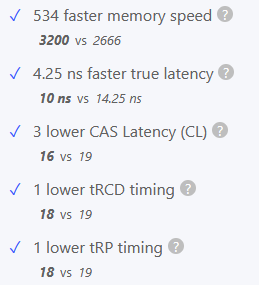 ✓ 534 faster memory speed ?
3200 vs 2666
✓ 4.25 ns faster true latency ?
10 ns vs 14.25 ns
✓ 3 lower CAS Latency (CL) ?
16 vs 19
✓ 1 lower tRCD timing ?
18 vs 19
✓ 1 lower tRP timing ?
18 vs 19